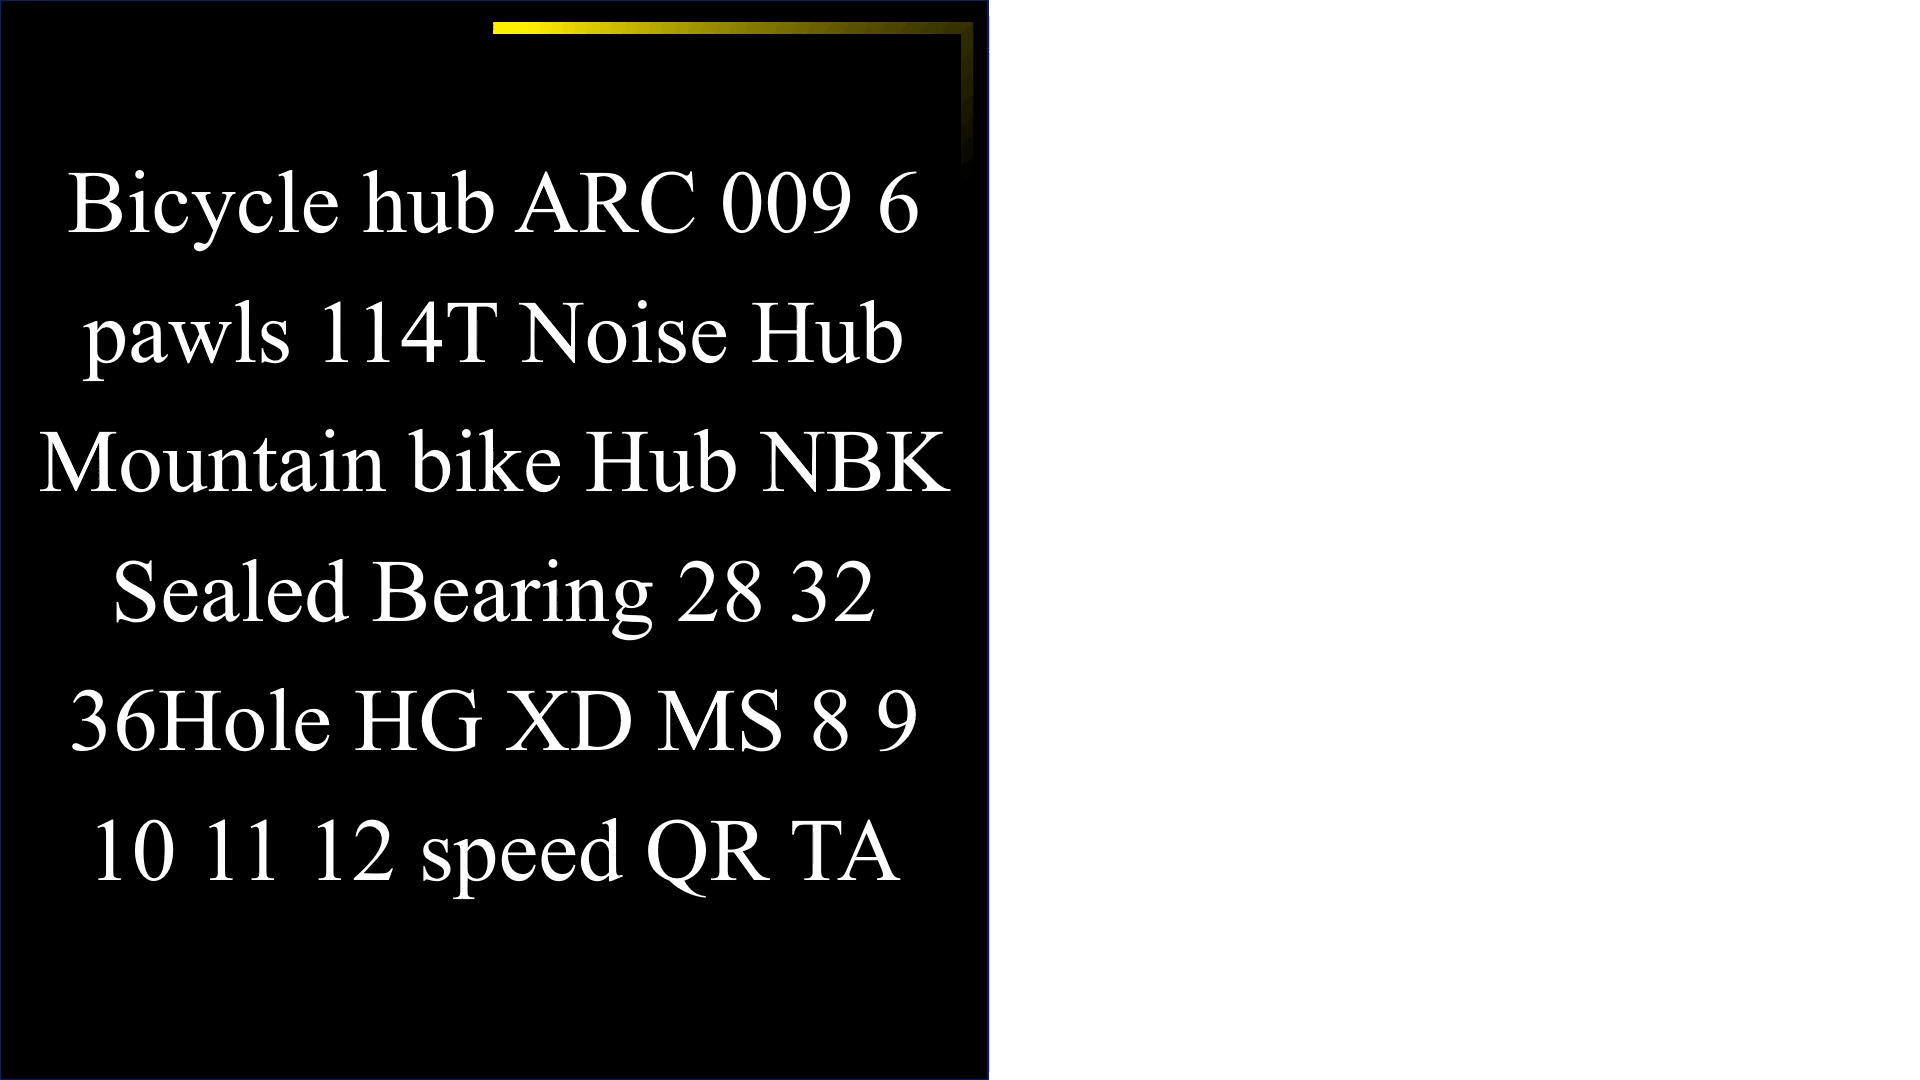 Bicycle hub ARC 009 6
pawls 114T Noise Hub
Mountain bike Hub NBK
Sealed Bearing 28 32
36Hole HG XD MS 8 9
10 11 12 speed QR TA